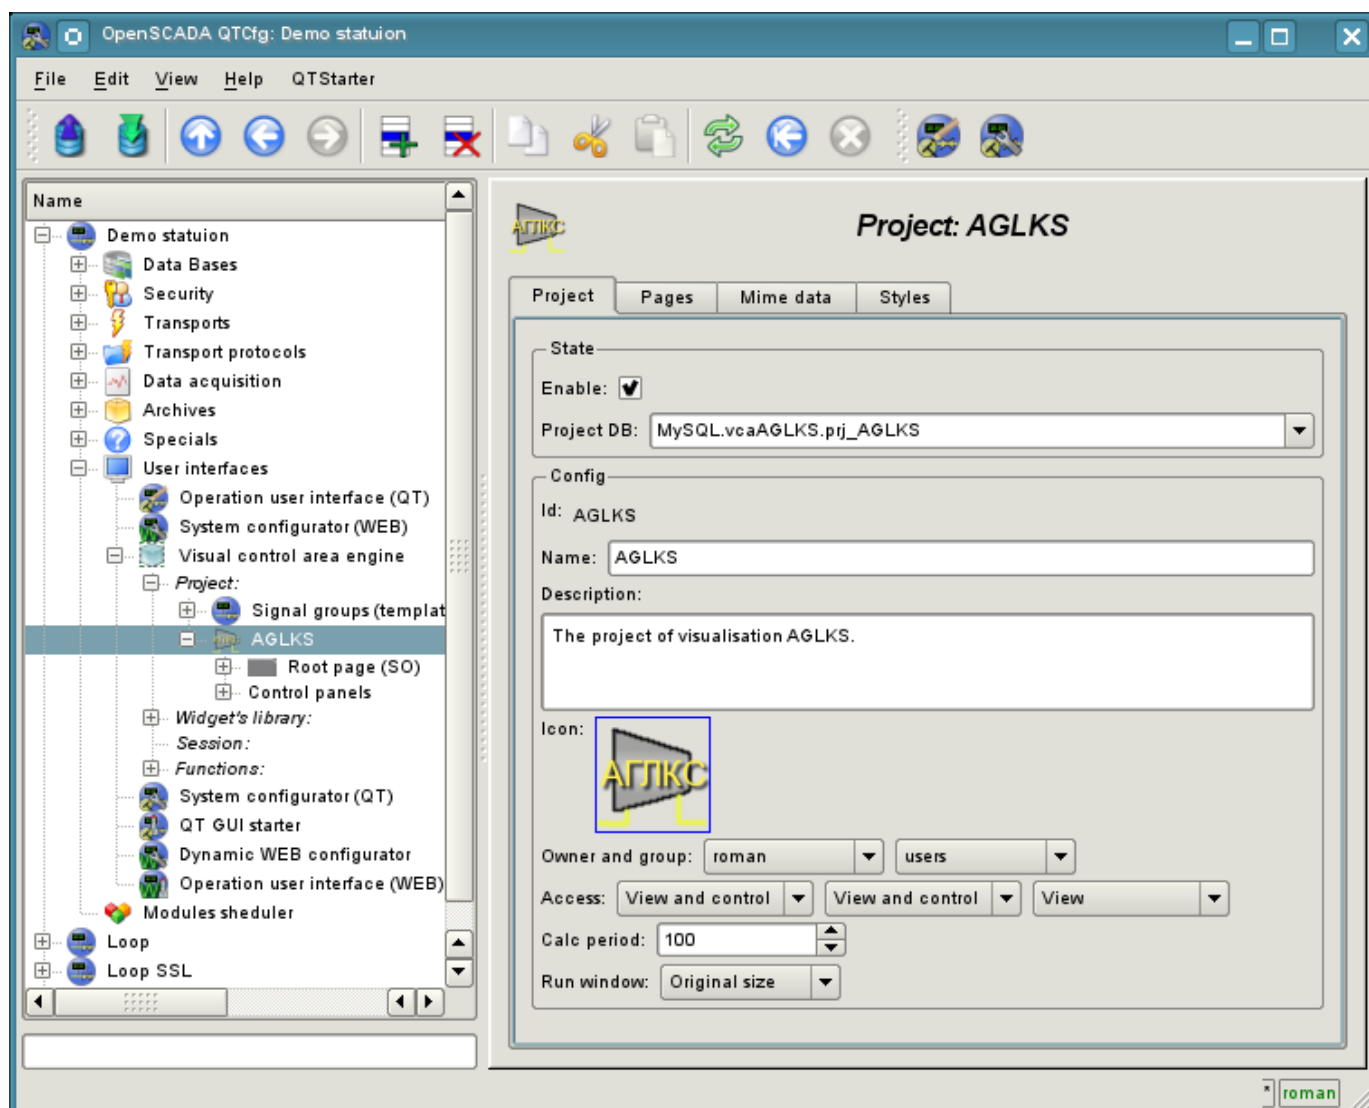 OpenSCADA QTCfg: Demo statuion
File Edit View Help QTStarter
Name
Demo statuion
Data Bases
Security
Transports
Transport protocols
Data acquisition
Archives
Specials
User interfaces
Operation user interface (QT)
System configurator (WEB)
Visual control area engine
Project:
Signal groups (templat
AGLKS
Root page (SO)
Control panels
Widget's library:
Session:
Functions:
System configurator (QT)
QT GUI starter
Dynamic WEB configurator
Operation user interface (WEB)
Modules sheduler
Loop
Loop SSL
АГЛКС
Project: AGLKS
Project Pages Mime data Styles
State
Enable:
Project DB: MySQL.vcaAGLKS.prj_AGLKS
Config
Id: AGLKS
Name: AGLKS
Description:
The project of visualisation AGLKS.
Icon:
АГЛКС
Owner and group: roman users
Access: View and control View and control View
Calc period: 100
Run window: Original size
* roman